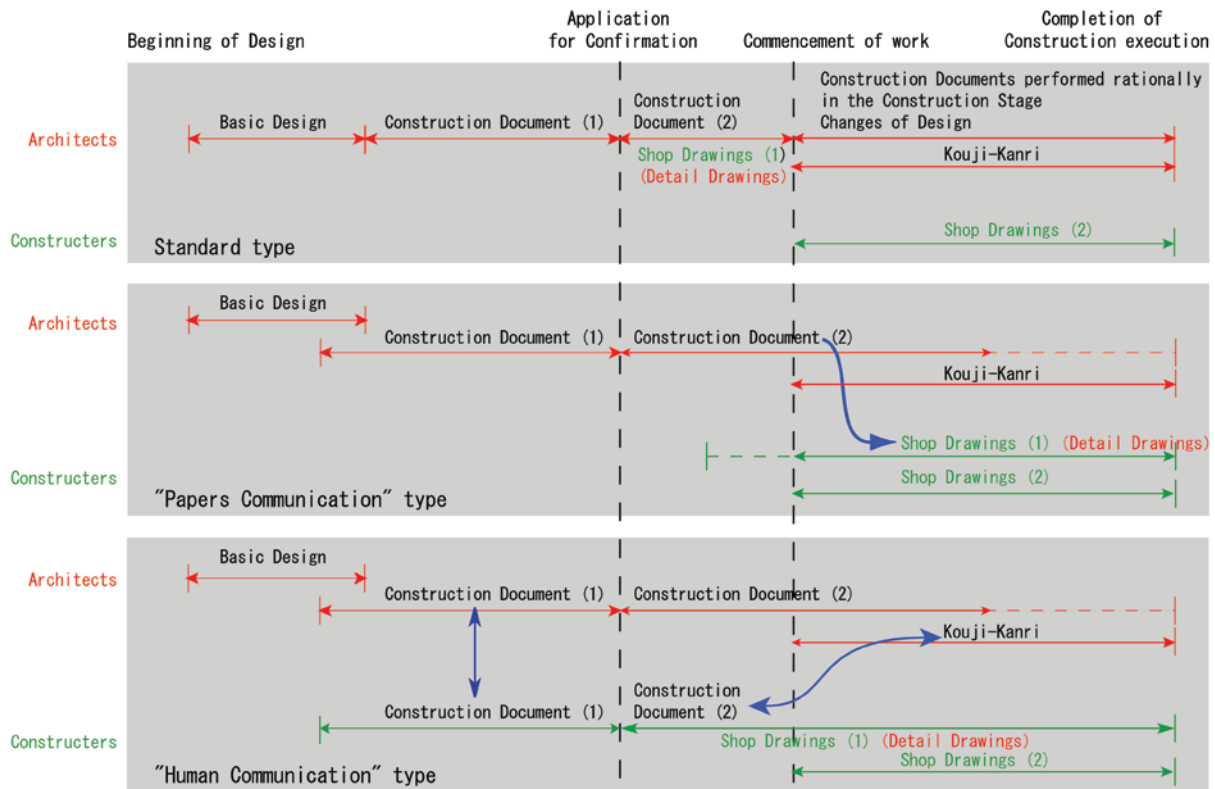 Beginning of Design
Application
for Confirmation
Commencement of work
Completion of
Construction execution
Architects
Basic Design
Construction Document (1)
Construction
Document (2)
Shop Drawings (1)
(Detail Drawings)
Construction Documents performed rationally
in the Construction Stage
Changes of Design
Kouji-Kanri
Constructers
Shop Drawings (2)
Standard type
Architects
Basic Design
Construction Document (1)
Construction Document (2)
Kouji-Kanri
Shop Drawings (1) (Detail Drawings)
Constructers
Shop Drawings (2)
"Papers Communication" type
Architects
Basic Design
Construction Document (1)
Construction Document (2)
Kouji-Kanri
Construction Document (1)
Construction
Document (2)
Constructers
Shop Drawings (1) (Detail Drawings)
Shop Drawings (2)
"Human Communication" type